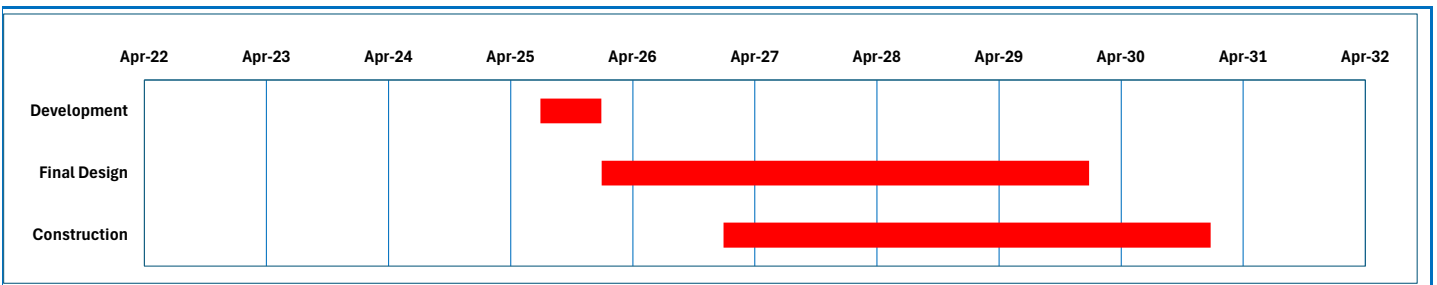 Apr-22 Apr-23 Apr-24 Apr-25 Apr-26 Apr-27 Apr-28 Apr-29 Apr-30 Apr-31 Apr-32
Development
Final Design
Construction